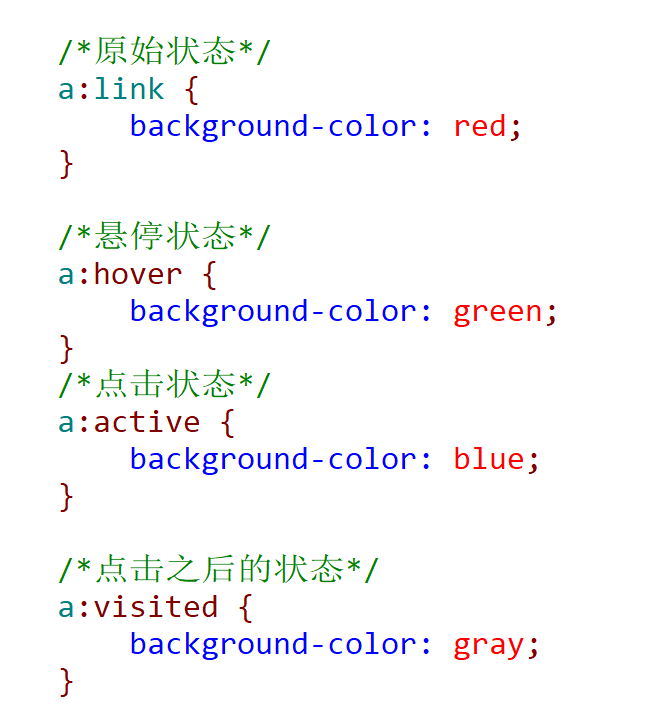 /*原始状态*/
a:link {
    background-color: red;
}
/*悬停状态*/
a:hover {
    background-color: green;
}
/*点击状态*/
a:active {
    background-color: blue;
}
/*点击之后的状态*/
a:visited {
    background-color: gray;
}